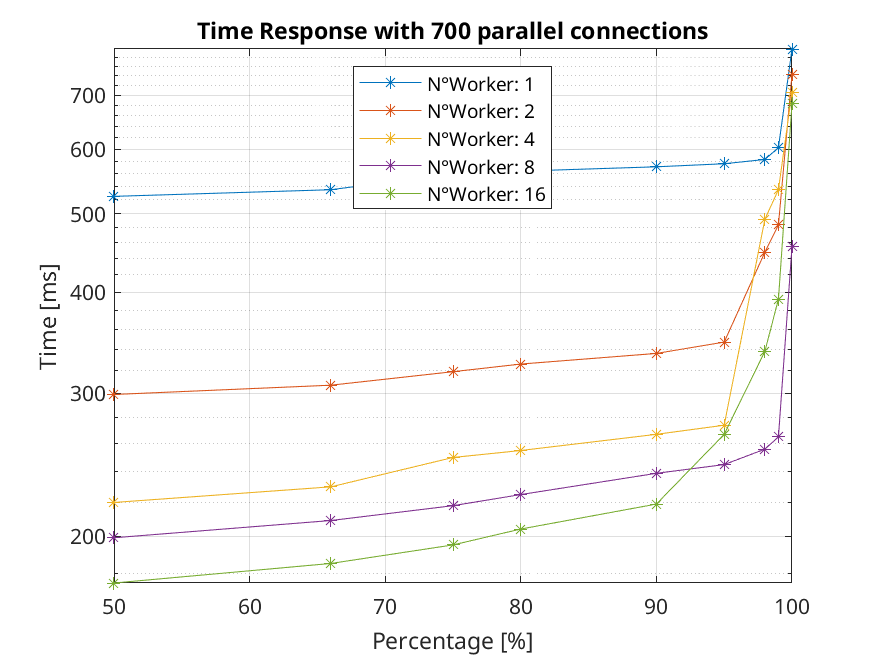 Time Response with 700 parallel connections
N°Worker: 1
N°Worker: 2
N°Worker: 4
N°Worker: 8
N°Worker: 16
Time [ms]
700
600
500
400
300
200
50 60 70 80 90 100
Percentage [%]